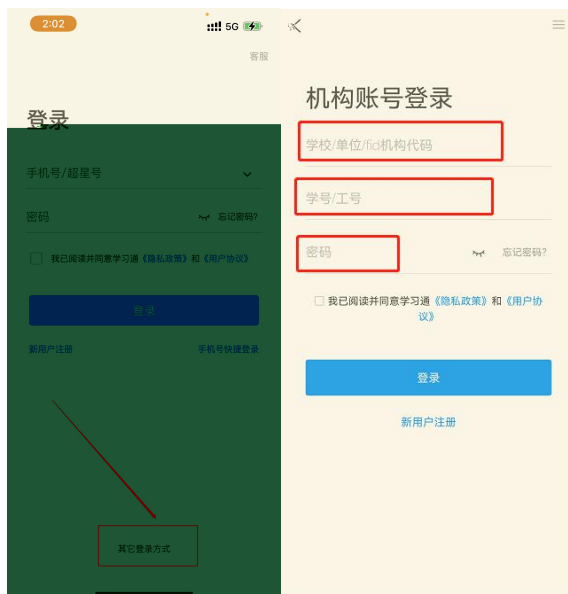 2:02
5G
客服
登录
手机号/超星号
密码
忘记密码?
我已阅读并同意学习通《隐私政策》和《用户协议》
登录
新用户注册
手机号快捷登录
其它登录方式
机构账号登录
学校/单位/fid机构代码
学号/工号
密码
忘记密码?
我已阅读并同意学习通《隐私政策》和《用户协
议》
登录
新用户注册